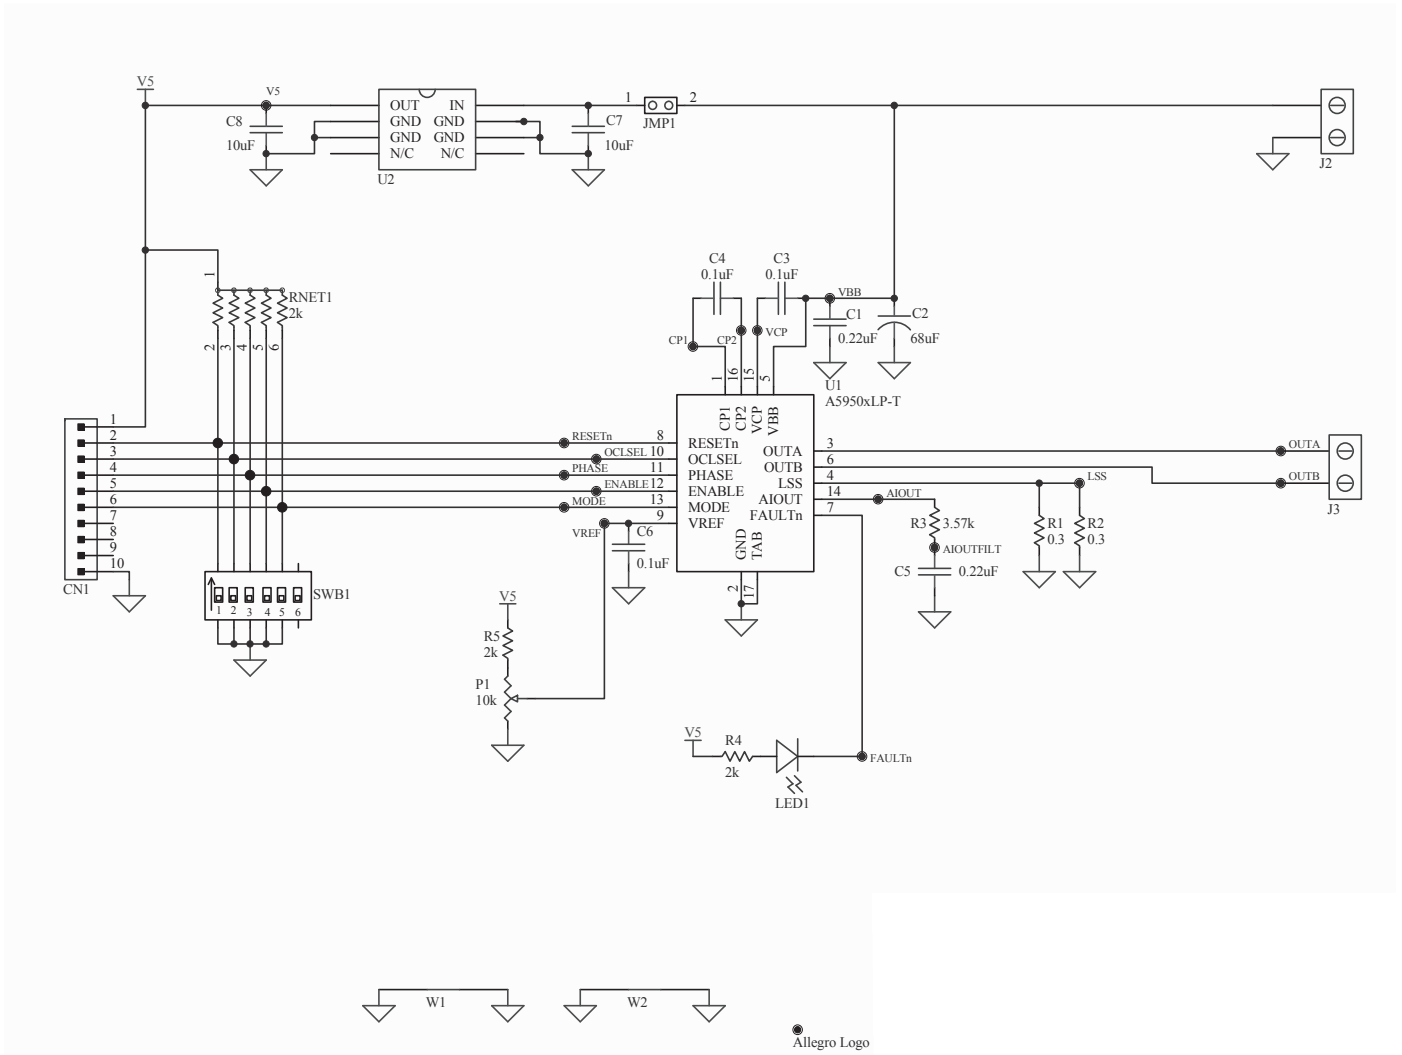 V5
V5
C8
10uF
OUT IN
GND GND
GND GND
N/C N/C
U2
C7
10uF
1 2
JMP1
J2
1
RNET1
2k
2 3 4 5 6
C4
0.1uF
C3
0.1uF
CP1
CP2
VCP
VBB
C1
0.22uF
C2
68uF
1 16 15 5
U1
A5950xLP-T
CP1 CP2 VCP VBB
1
2
3
4
5
6
7
8
9
10
CN1
RESETn 8 RESETn
OCLSEL 10 OCLSEL
PHASE 11 PHASE
ENABLE 12 ENABLE
MODE 13 MODE
VREF 9 VREF
OUTA 3 OUTA
OUTB 6 OUTB
LSS 4 LSS
AIOUT 14 AIOUT
FAULTn 7
GND TAB
2 17
J3
C6
0.1uF
R3 3.57k
AIOUTFILT
C5 0.22uF
R1
0.3
R2
0.3
SWB1
1 2 3 4 5 6
V5
R5
2k
P1
10k
V5
R4
2k
LED1
FAULTn
W1
W2
Allegro Logo